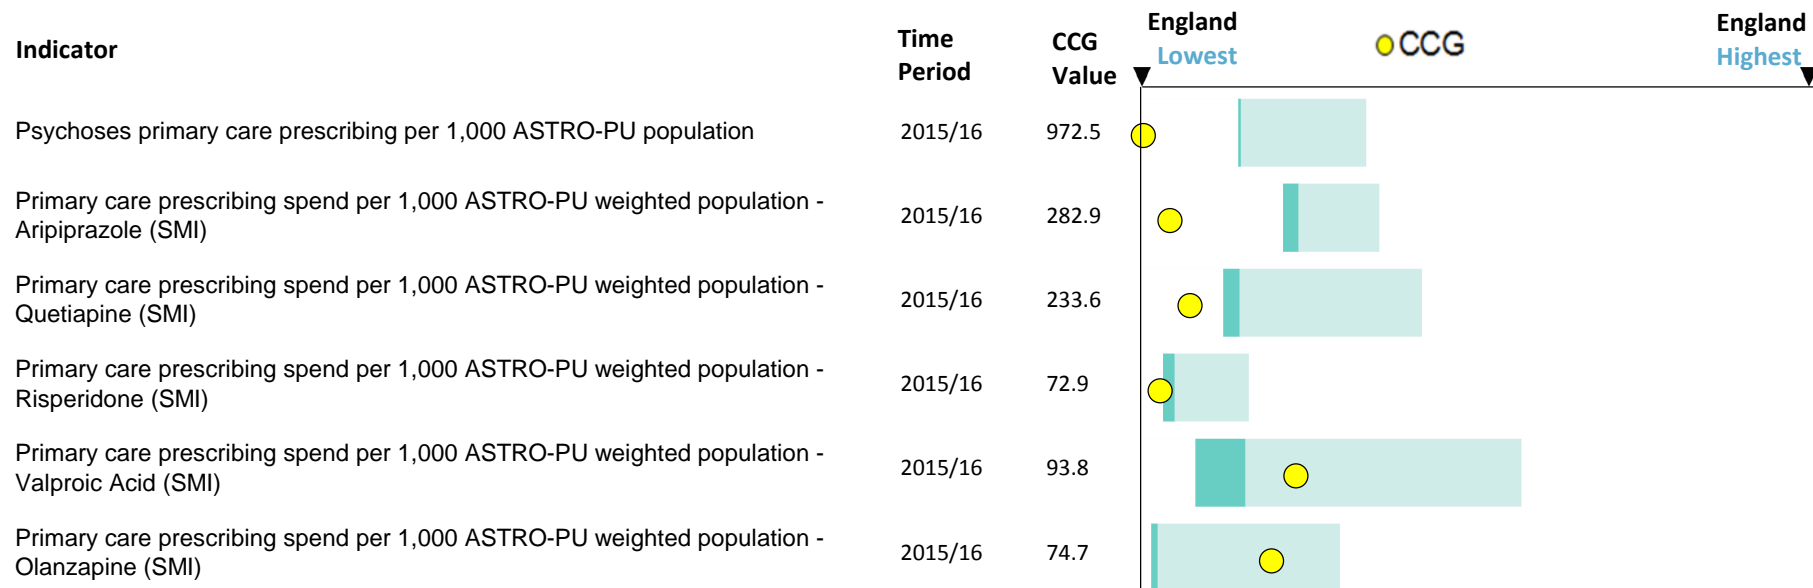 Indicator
Time
Period
CCG
Value
England
Lowest
CCG
England
Highest
Psychoses primary care prescribing per 1,000 ASTRO-PU population
2015/16
972.5
Primary care prescribing spend per 1,000 ASTRO-PU weighted population -
Aripiprazole (SMI)
2015/16
282.9
Primary care prescribing spend per 1,000 ASTRO-PU weighted population -
Quetiapine (SMI)
2015/16
233.6
Primary care prescribing spend per 1,000 ASTRO-PU weighted population -
Risperidone (SMI)
2015/16
72.9
Primary care prescribing spend per 1,000 ASTRO-PU weighted population -
Valproic Acid (SMI)
2015/16
93.8
Primary care prescribing spend per 1,000 ASTRO-PU weighted population -
Olanzapine (SMI)
2015/16
74.7